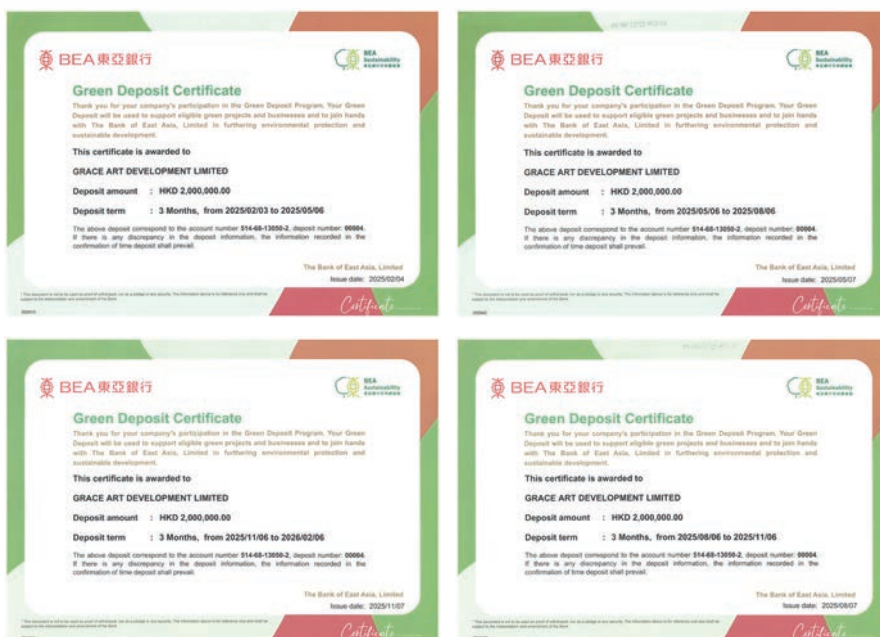 BEA東亞銀行
BEA
Sustainability
Green Deposit Certificate
Thank you for your company's participation in the Green Deposit Program. Your Green
Deposit will be used to support eligible green projects and businesses and to join hands
with The Bank of East Asia, Limited in furthering environmental protection and
sustainable development.
This certificate is awarded to
GRACE ART DEVELOPMENT LIMITED
Deposit amount : HKD 2,000,000.00
Deposit term : 3 Months, from 2025/02/03 to 2025/05/06
The above deposit correspond to the account number 514-68-13050-2, deposit number: 00004.
If there is any discrepancy in the deposit information, the information recorded in the
confirmation of time deposit shall prevail.
The Bank of East Asia, Limited
Issue date: 2025/02/04
Certificate
BEA東亞銀行
BEA
Sustainability
Green Deposit Certificate
Thank you for your company's participation in the Green Deposit Program. Your Green
Deposit will be used to support eligible green projects and businesses and to join hands
with The Bank of East Asia, Limited in furthering environmental protection and
sustainable development.
This certificate is awarded to
GRACE ART DEVELOPMENT LIMITED
Deposit amount : HKD 2,000,000.00
Deposit term : 3 Months, from 2025/05/06 to 2025/08/06
The above deposit correspond to the account number 514-68-13050-2, deposit number: 00004.
If there is any discrepancy in the deposit information, the information recorded in the
confirmation of time deposit shall prevail.
The Bank of East Asia, Limited
Issue date: 2025/05/07
Certificate
BEA東亞銀行
BEA
Sustainability
Green Deposit Certificate
Thank you for your company's participation in the Green Deposit Program. Your Green
Deposit will be used to support eligible green projects and businesses and to join hands
with The Bank of East Asia, Limited in furthering environmental protection and
sustainable development.
This certificate is awarded to
GRACE ART DEVELOPMENT LIMITED
Deposit amount : HKD 2,000,000.00
Deposit term : 3 Months, from 2025/11/06 to 2026/02/06
The above deposit correspond to the account number 514-68-13050-2, deposit number: 00004.
If there is any discrepancy in the deposit information, the information recorded in the
confirmation of time deposit shall prevail.
The Bank of East Asia, Limited
Issue date: 2025/11/07
Certificate
BEA東亞銀行
BEA
Sustainability
Green Deposit Certificate
Thank you for your company's participation in the Green Deposit Program. Your Green
Deposit will be used to support eligible green projects and businesses and to join hands
with The Bank of East Asia, Limited in furthering environmental protection and
sustainable development.
This certificate is awarded to
GRACE ART DEVELOPMENT LIMITED
Deposit amount : HKD 2,000,000.00
Deposit term : 3 Months, from 2025/08/06 to 2025/11/06
The above deposit correspond to the account number 514-68-13050-2, deposit number: 00004.
If there is any discrepancy in the deposit information, the information recorded in the
confirmation of time deposit shall prevail.
The Bank of East Asia, Limited
Issue date: 2025/08/07
Certificate